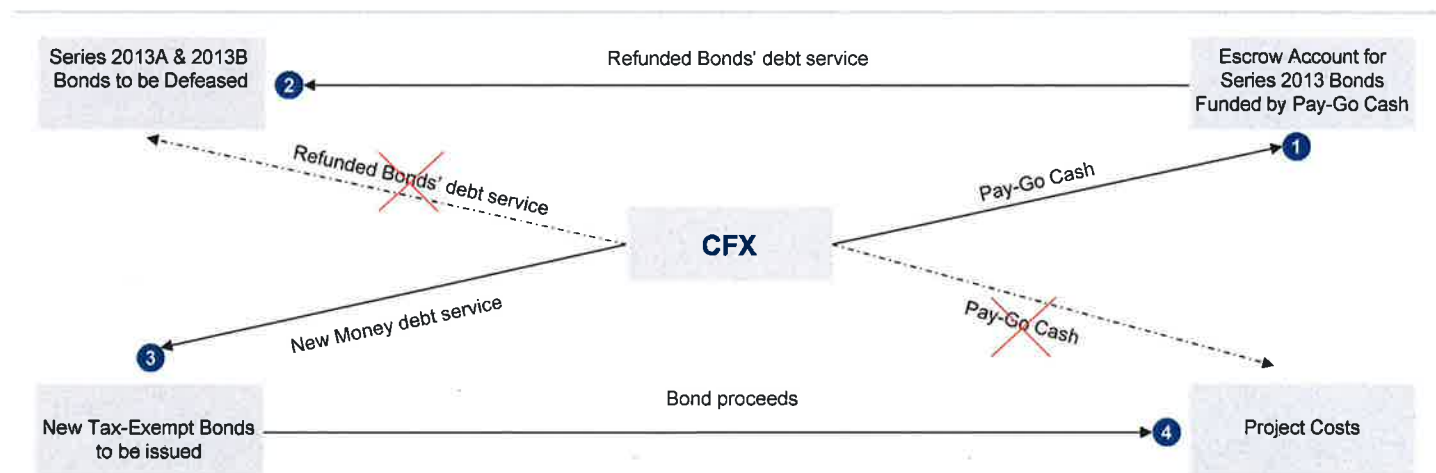 Series 2013A & 2013B
Bonds to be Defeased
2
Refunded Bonds' debt service
Escrow Account for
Series 2013 Bonds
Funded by Pay-Go Cash
1
Refunded Bonds' debt service
Pay-Go Cash
CFX
New Money debt service
Pay-Go Cash
3
New Tax-Exempt Bonds
to be issued
Bond proceeds
4
Project Costs